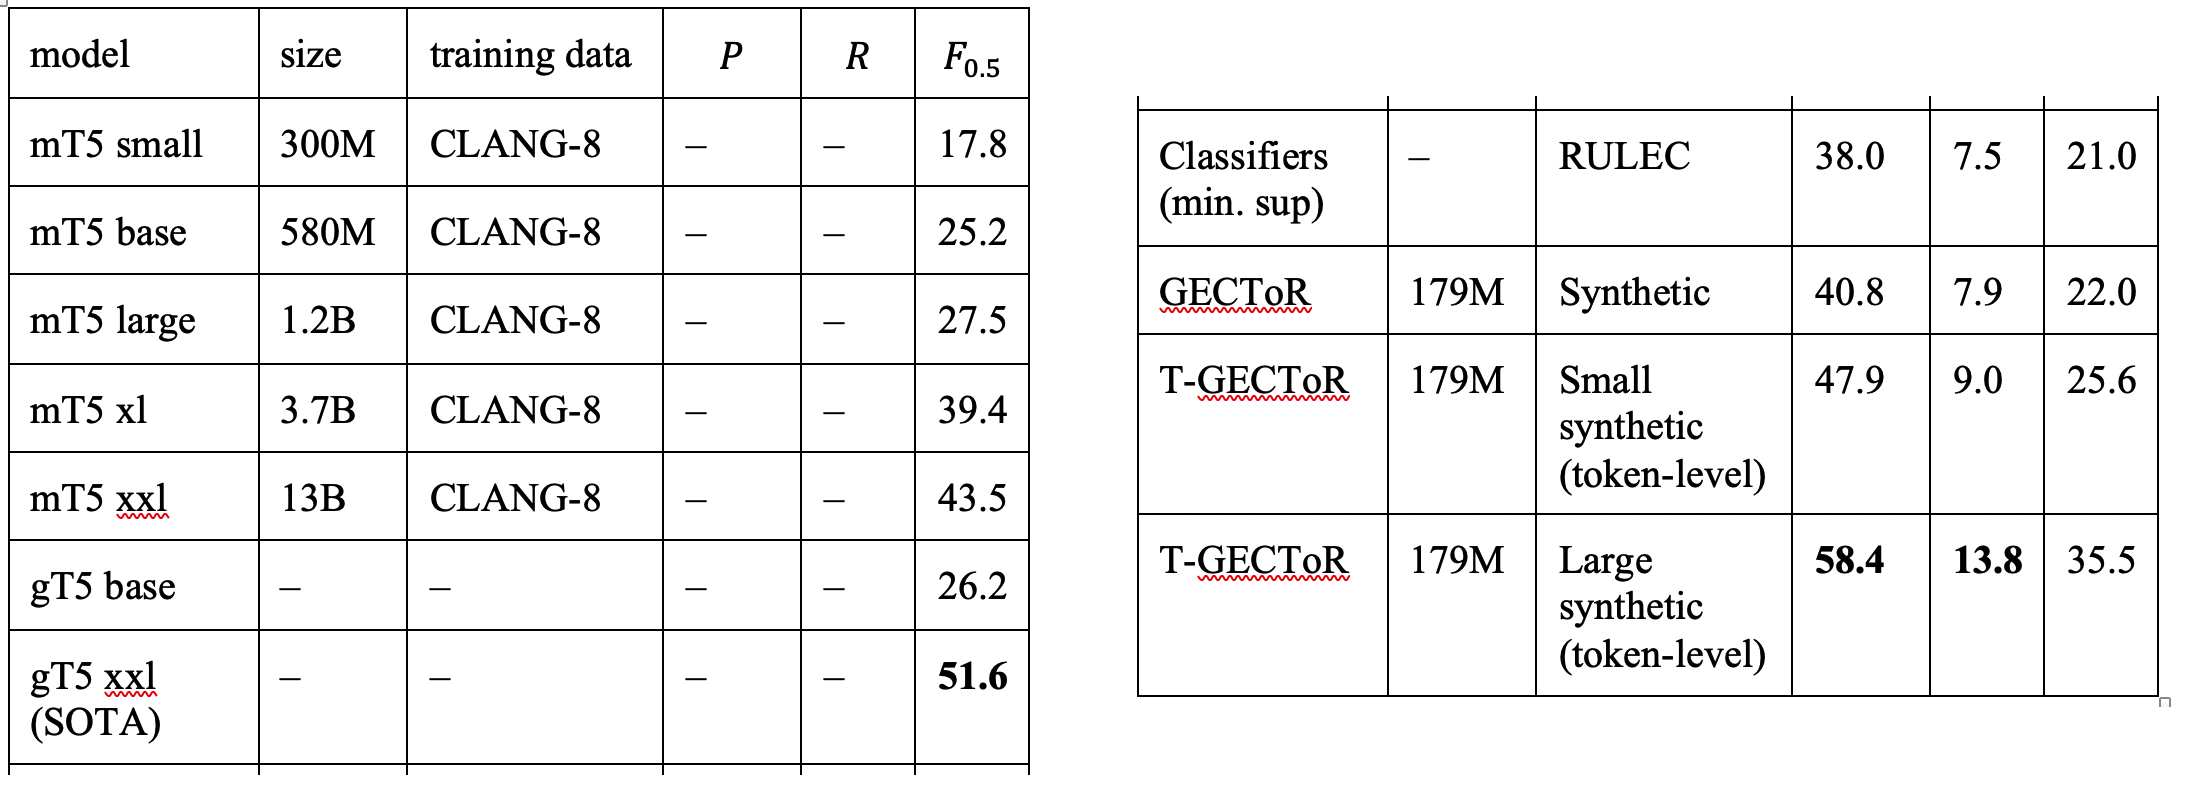 model size training data P R F0.5
mT5 small 300M CLANG-8 – – 17.8
mT5 base 580M CLANG-8 – – 25.2
mT5 large 1.2B CLANG-8 – – 27.5
mT5 xl 3.7B CLANG-8 – – 39.4
mT5 xxl 13B CLANG-8 – – 43.5
gT5 base – – – – 26.2
gT5 xxl – – – – 51.6
(SOTA)
Classifiers – RULEC 38.0 7.5 21.0
(min. sup)
GECToR 179M Synthetic 40.8 7.9 22.0
T-GECToR 179M Small 47.9 9.0 25.6
synthetic
(token-level)
T-GECToR 179M Large 58.4 13.8 35.5
synthetic
(token-level)